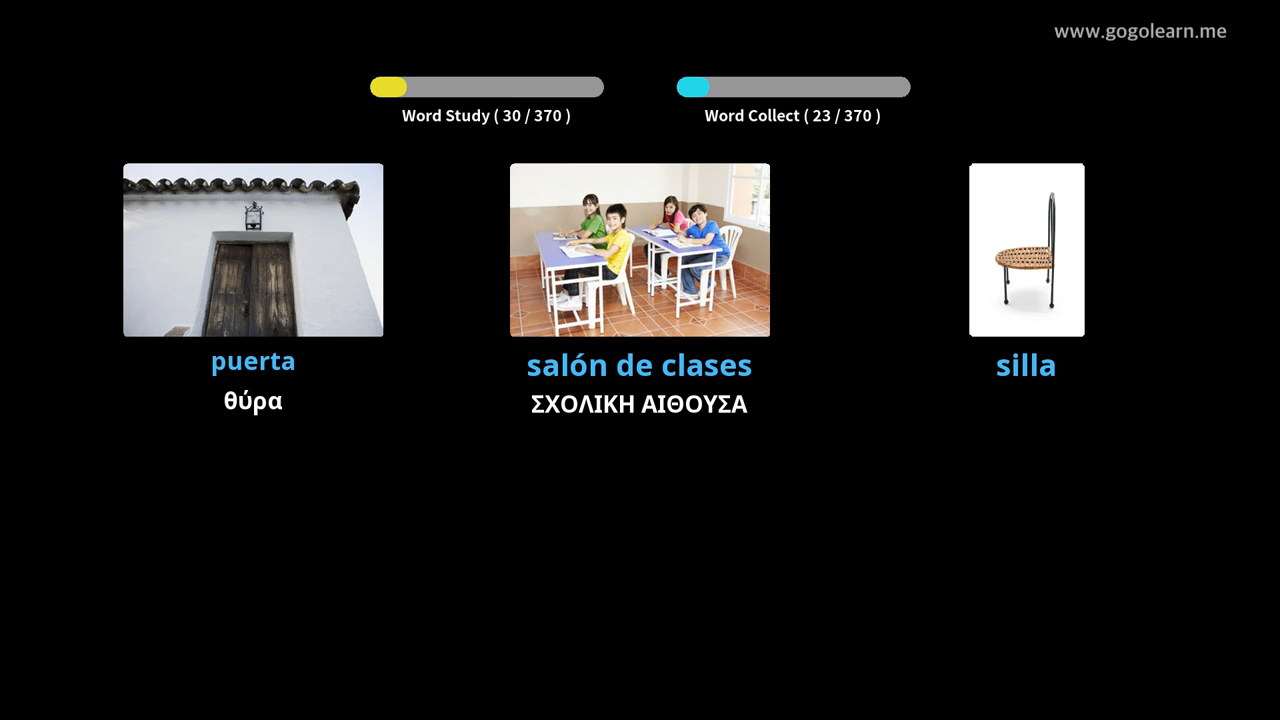 www.gogolearn.me
Word Study ( 30 / 370 )
Word Collect ( 23 / 370 )
puerta
salón de clases
silla
θύρα
ΣΧΟΛΙΚΗ ΑΙΘΟΥΣΑ